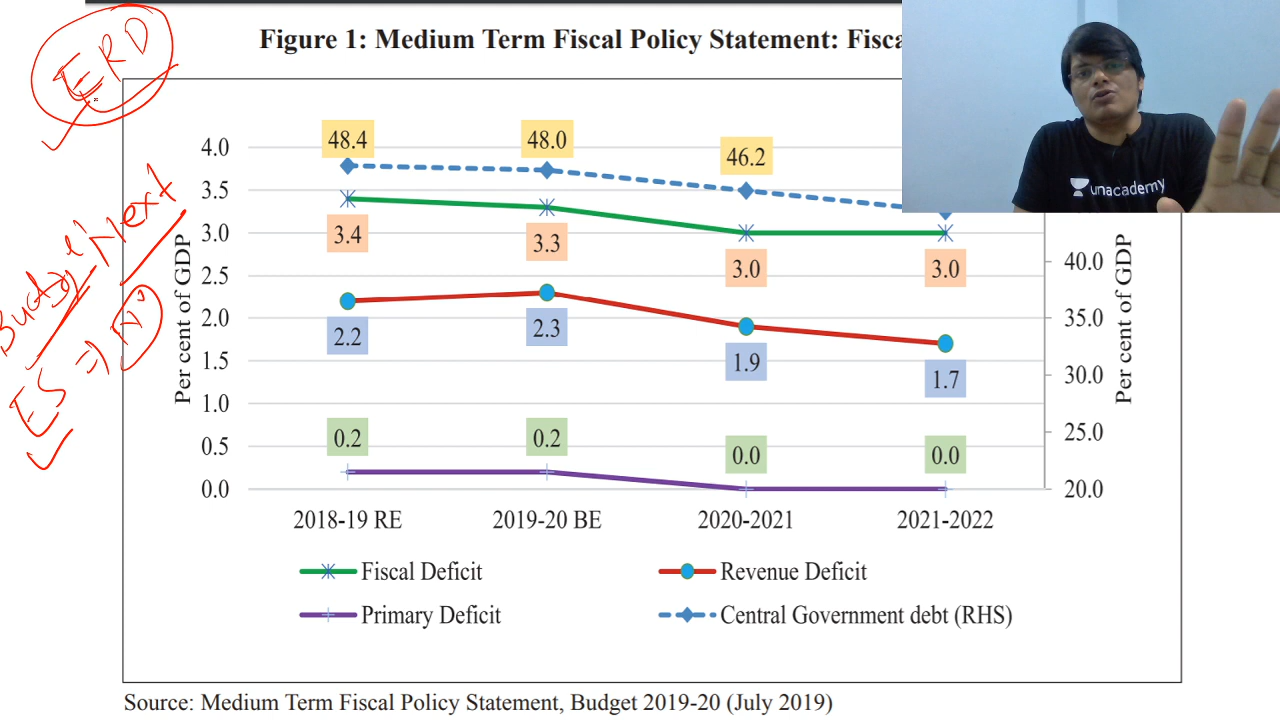 Figure 1: Medium Term Fiscal Policy Statement: Fisca
ERD
unacademy
Budget Next
ES => N
4.0
3.5
3.0
2.5
2.0
1.5
1.0
0.5
0.0
Per cent of GDP
48.4 48.0 46.2
3.4 3.3 3.0 3.0
2.2 2.3 1.9 1.7
0.2 0.2 0.0 0.0
40.0
35.0
30.0
25.0
20.0
Per cent of GDP
2018-19 RE 2019-20 BE 2020-2021 2021-2022
Fiscal Deficit Revenue Deficit
Primary Deficit Central Government debt (RHS)
Source: Medium Term Fiscal Policy Statement, Budget 2019-20 (July 2019)